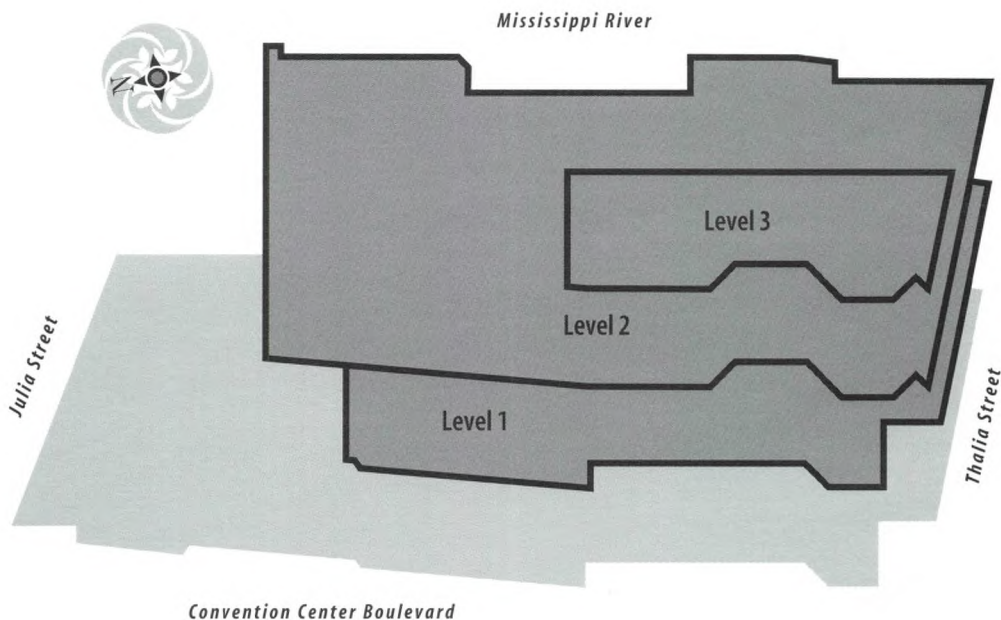 Mississippi River
N
Level 3
Level 2
Julia Street
Level 1
Thalia Street
Convention Center Boulevard